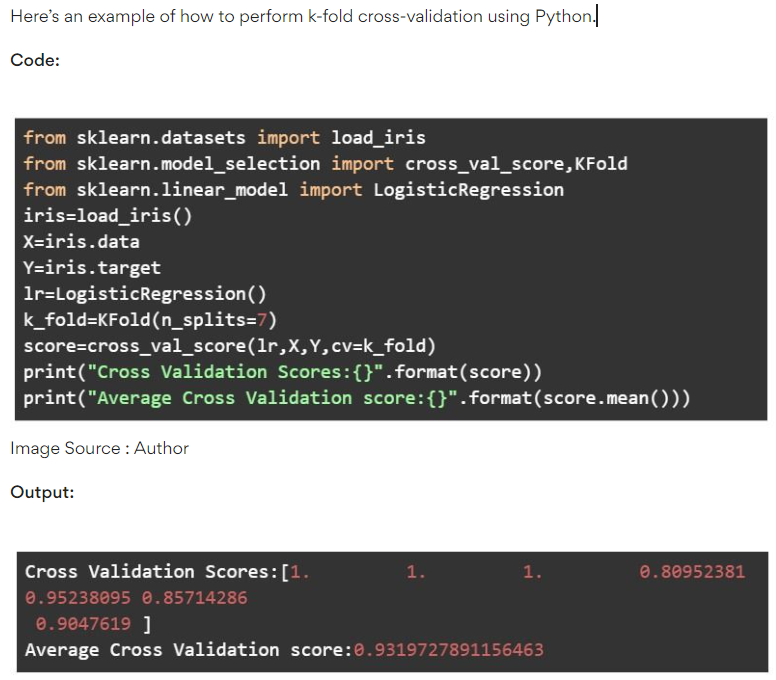 Here's an example of how to perform k-fold cross-validation using Python.
Code:
from sklearn.datasets import load_iris
from sklearn.model_selection import cross_val_score,KFold
from sklearn.linear_model import LogisticRegression
iris=load_iris()
X=iris.data
Y=iris.target
lr=LogisticRegression()
k_fold=KFold(n_splits=7)
score=cross_val_score(lr,X,Y,cv=k_fold)
print("Cross Validation Scores:{}".format(score))
print("Average Cross Validation score:{}".format(score.mean()))
Image Source : Author
Output:
Cross Validation Scores:[1.         1.         1.         0.80952381
0.95238095 0.85714286
 0.9047619 ]
Average Cross Validation score:0.9319727891156463